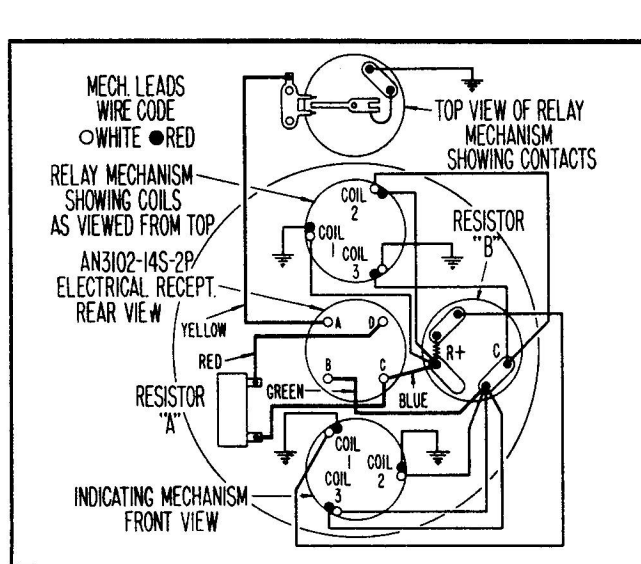 MECH. LEADS
WIRE CODE
WHITE RED
TOP VIEW OF RELAY
MECHANISM
SHOWING CONTACTS
RELAY MECHANISM
SHOWING COILS
AS VIEWED FROM TOP
COIL
2
COIL
1
COIL
3
RESISTOR
"B"
AN3102-14S-2P
ELECTRICAL RECEPT.
REAR VIEW
YELLOW
A
D
B
C
R+
C
RED
GREEN
BLUE
RESISTOR
"A"
COIL
1
COIL
2
COIL
3
INDICATING MECHANISM
FRONT VIEW